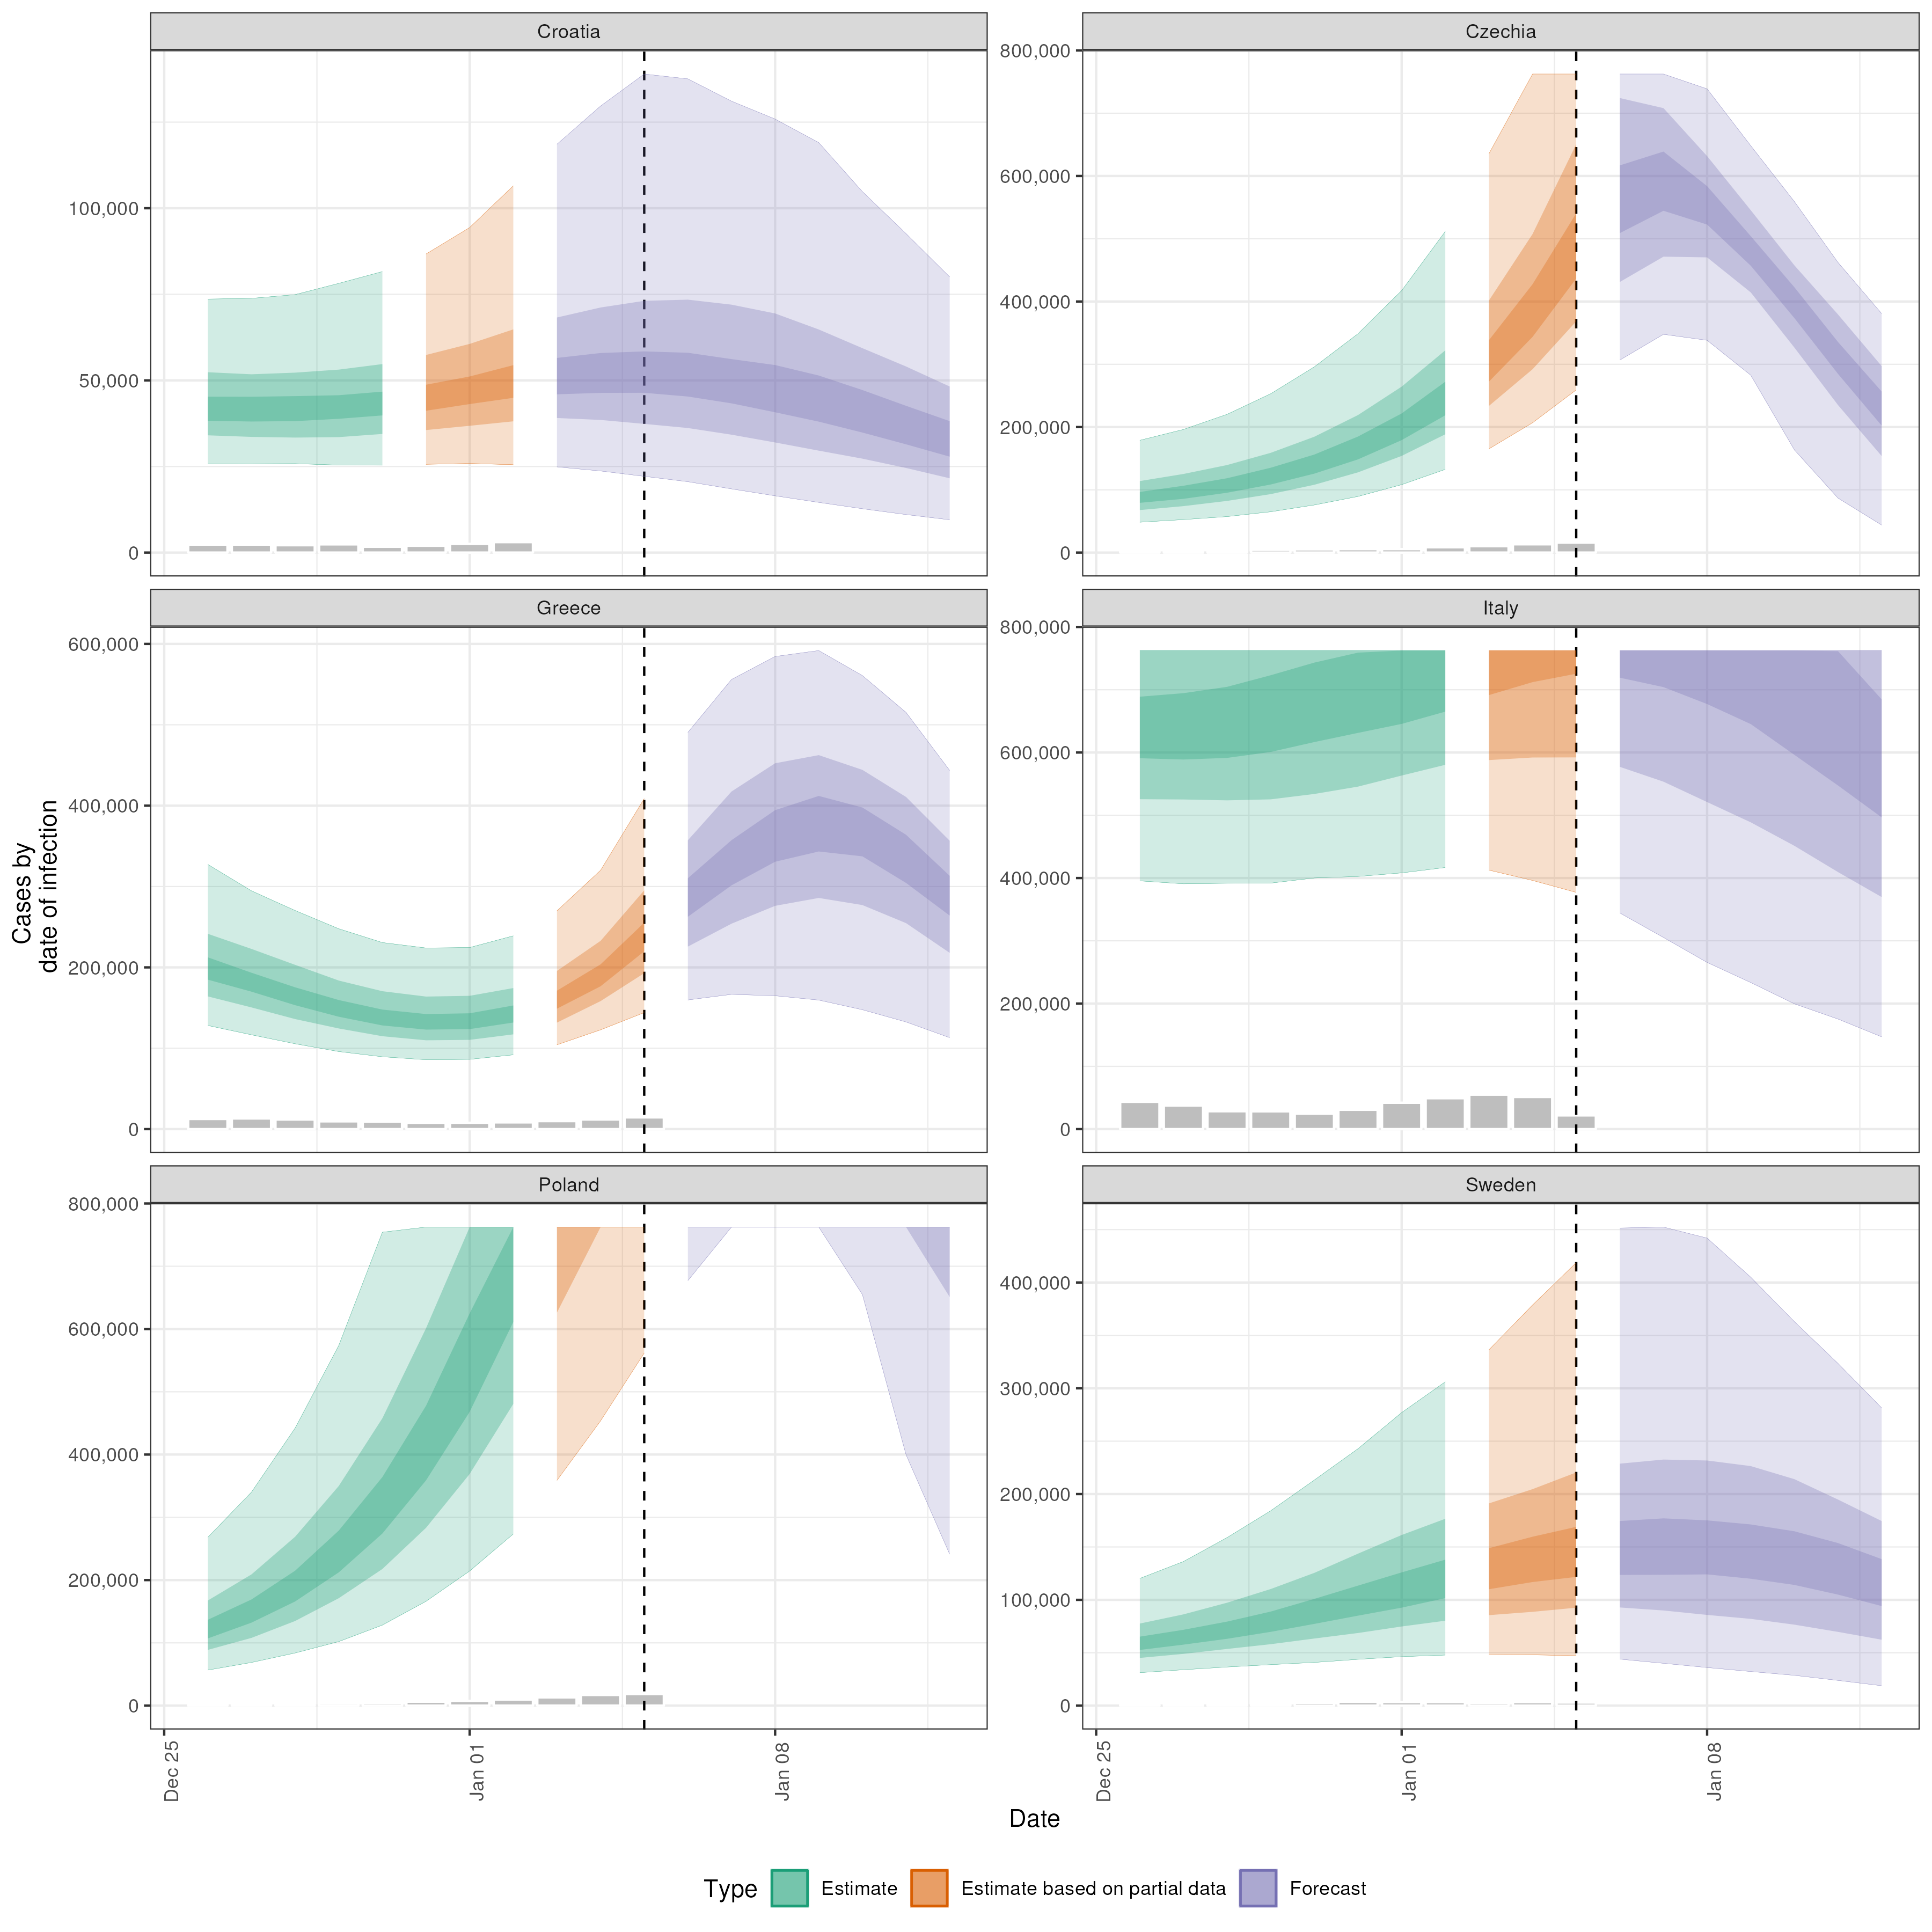 Croatia
Czechia
100,000
50,000
0
800,000
600,000
400,000
200,000
0
Greece
Italy
600,000
400,000
200,000
0
800,000
600,000
400,000
200,000
0
Poland
Sweden
800,000
600,000
400,000
200,000
0
400,000
300,000
200,000
100,000
0
Cases by
date of infection
Dec 25
Jan 01
Jan 08
Dec 25
Jan 01
Jan 08
Date
Type Estimate Estimate based on partial data Forecast